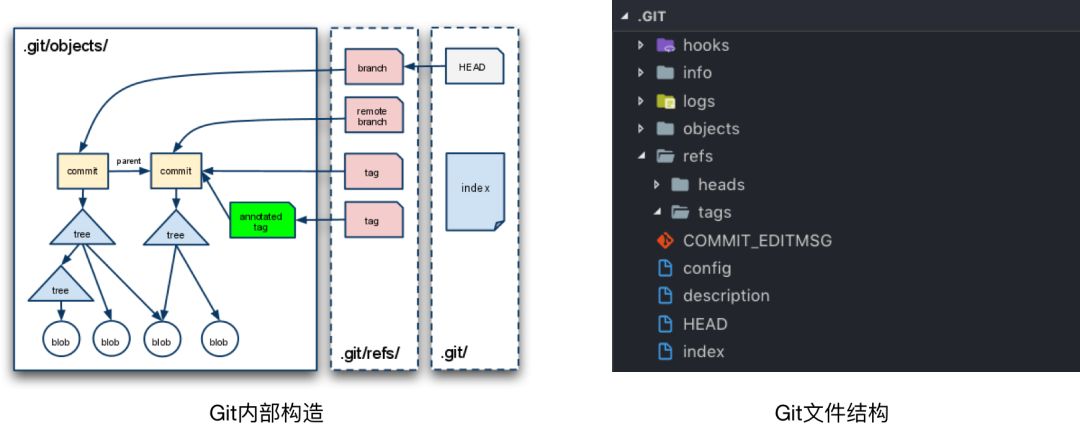 .git/objects/
branch
HEAD
remote
branch
commit
parent
commit
tag
index
annotated
tag
tag
tree
tree
tree
blob
blob
blob
blob
.git/refs/
.git/
Git内部构造
.GIT
hooks
info
logs
objects
refs
heads
tags
COMMIT_EDITMSG
config
description
HEAD
index
Git文件结构